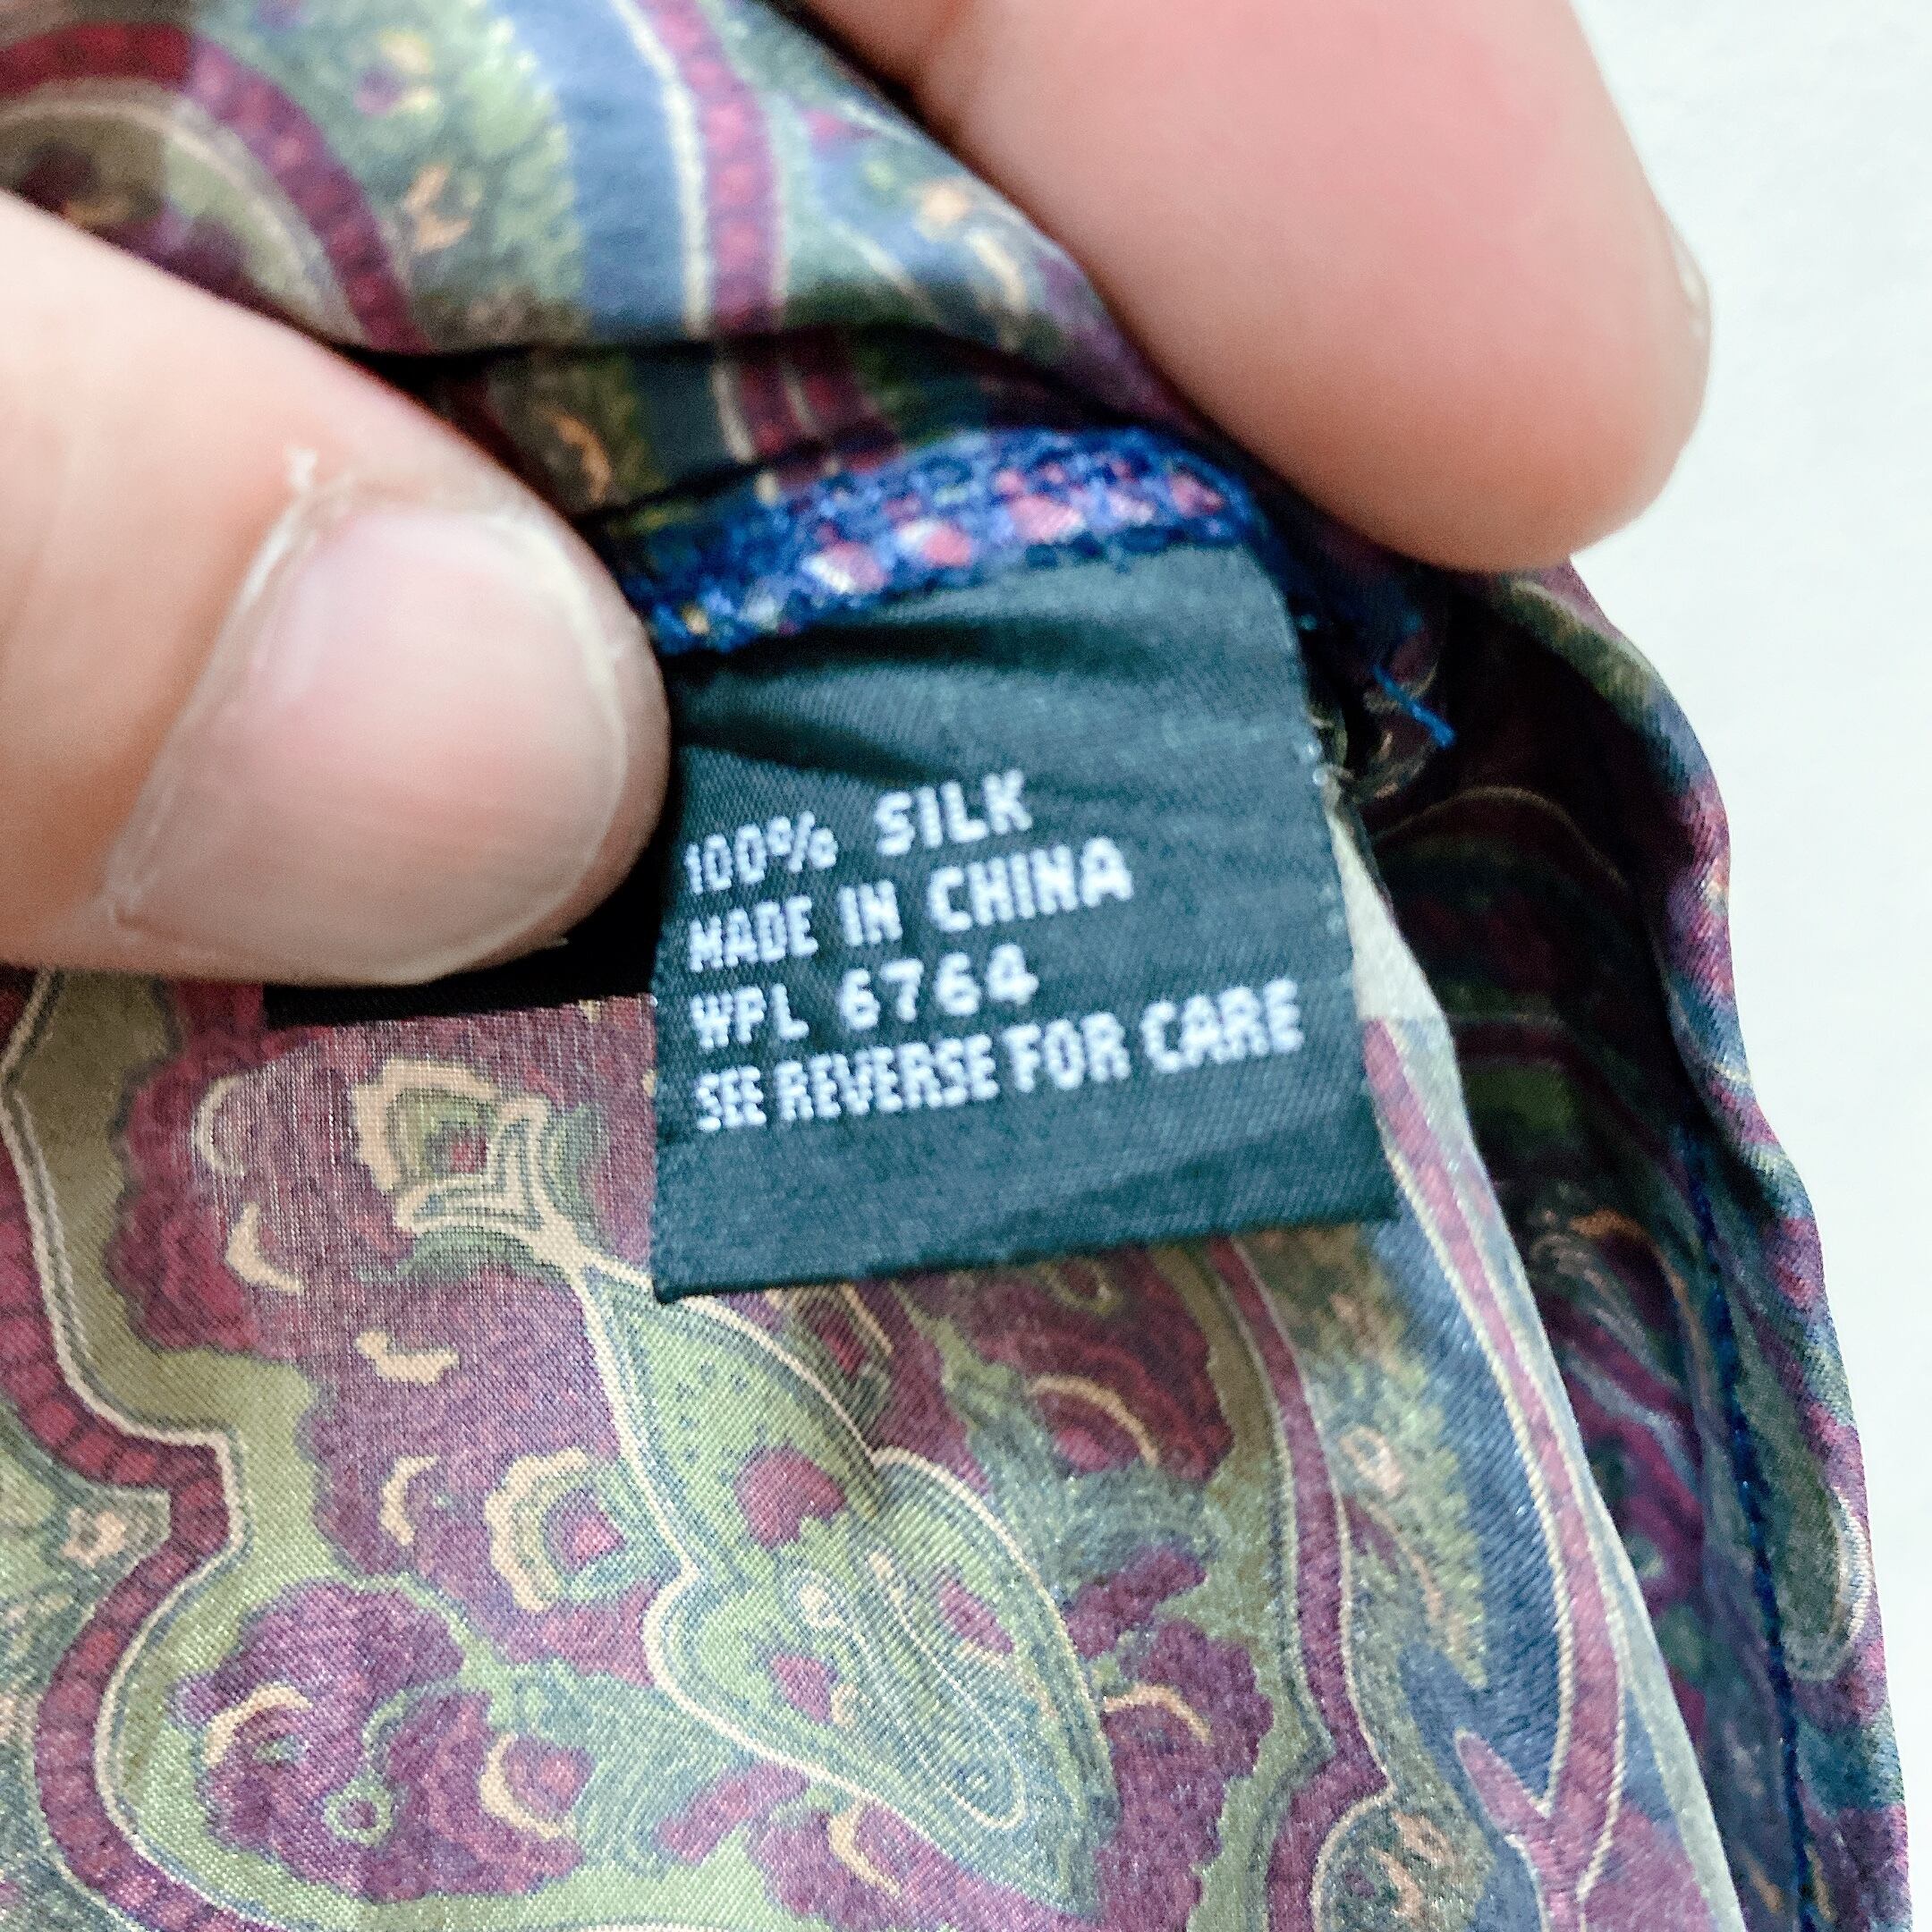 100% SILK
MADE IN CHINA
WPL 6764
SEE REVERSE FOR CARE